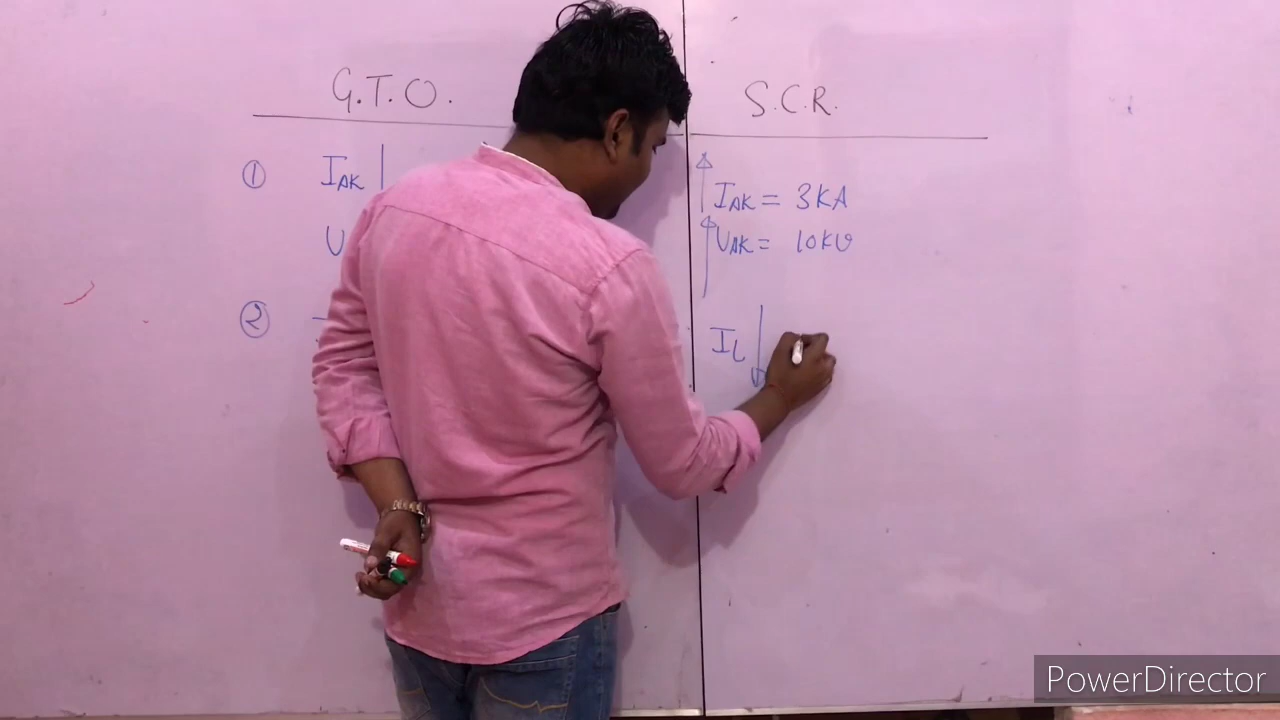 G.T.O.
S.C.R.
① I_AK
I_AK = 3KA
V_AK = 10KV
②
I_L
PowerDirector